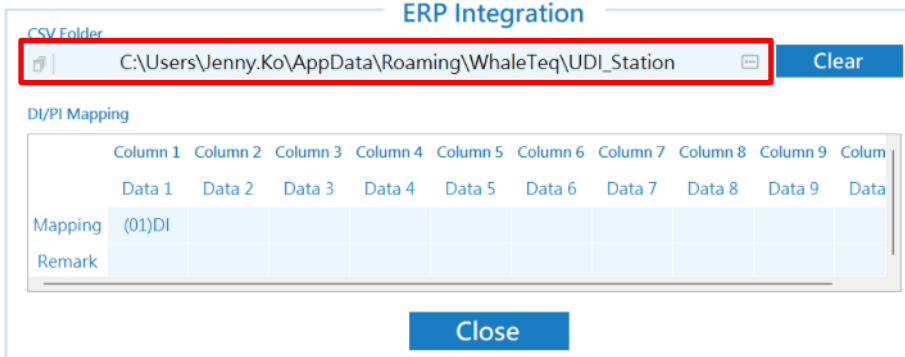 ERP Integration
CSV Folder
C:\Users\Jenny.Ko\AppData\Roaming\WhaleTeq\UDI_Station
Clear
DI/PI Mapping
Column 1 Column 2 Column 3 Column 4 Column 5 Column 6 Column 7 Column 8 Column 9 Colum
Data 1 Data 2 Data 3 Data 4 Data 5 Data 6 Data 7 Data 8 Data 9 Data
Mapping (01)DI
Remark
Close